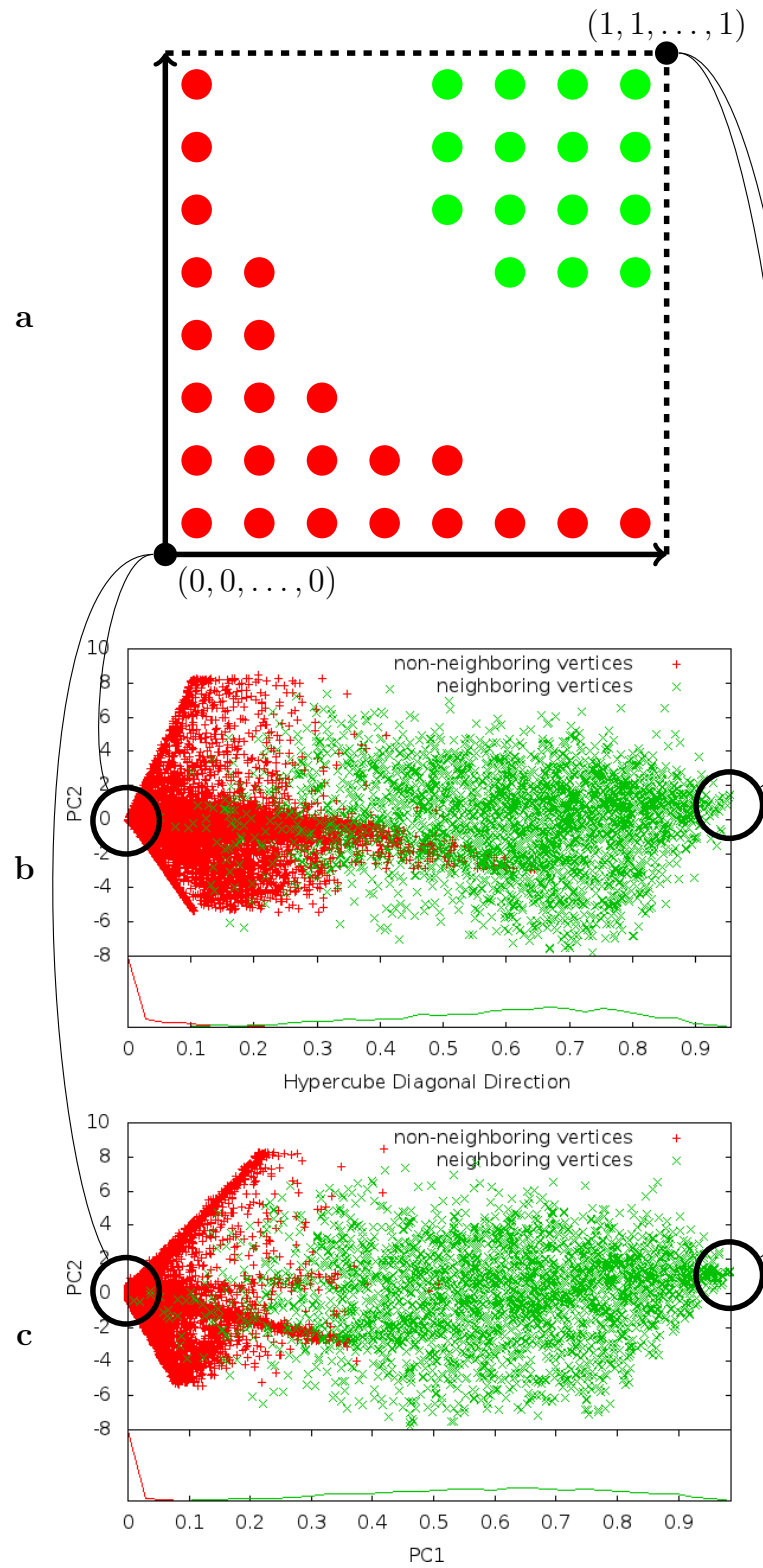 (1, 1, . . . , 1)
a
(0, 0, . . . , 0)
10
8
6
4
2
0
-2
-4
-6
-8
PC2
non-neighboring vertices
neighboring vertices
b
0 0.1 0.2 0.3 0.4 0.5 0.6 0.7 0.8 0.9
Hypercube Diagonal Direction
10
8
6
4
2
0
-2
-4
-6
-8
PC2
non-neighboring vertices
neighboring vertices
c
0 0.1 0.2 0.3 0.4 0.5 0.6 0.7 0.8 0.9
PC1